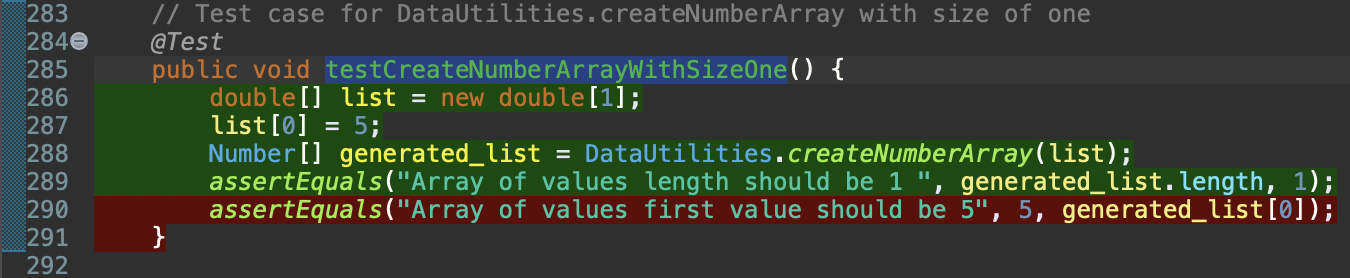 283 // Test case for DataUtilities.createNumberArray with size of one
284 @Test
285 public void testCreateNumberArrayWithSizeOne() {
286 double[] list = new double[1];
287 list[0] = 5;
288 Number[] generated_list = DataUtilities.createNumberArray(list);
289 assertEquals("Array of values length should be 1 ", generated_list.length, 1);
290 assertEquals("Array of values first value should be 5", 5, generated_list[0]);
291 }
292